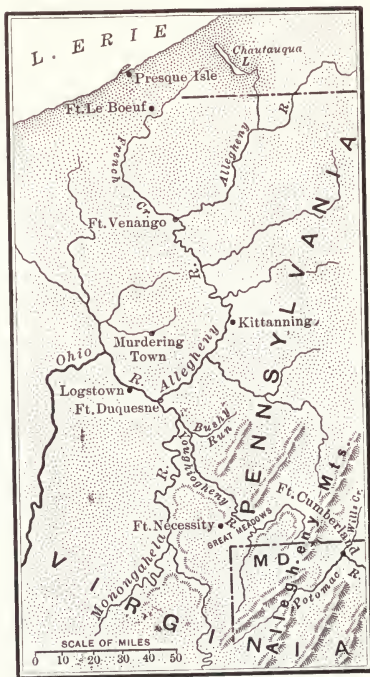 L. ERIE
Chautauqua
L.
Presque Isle
Ft. Le Boeuf
French
Cr.
Allegheny
R.
Ft. Venango
R.
Kittanning
Murdering
Town
Allegheny
Ohio
R.
Logstown
Ft. Duquesne
Bushy
Run
Youghiogheny
R.
PENNSYLVANIA
Ft. Necessity
GREAT MEADOWS
Monongahela
R.
Ft. Cumberland
Wills Cr.
MD.
Allegheny Mts.
Potomac
R.
VIRGINIA
SCALE OF MILES
0 10 20 30 40 50